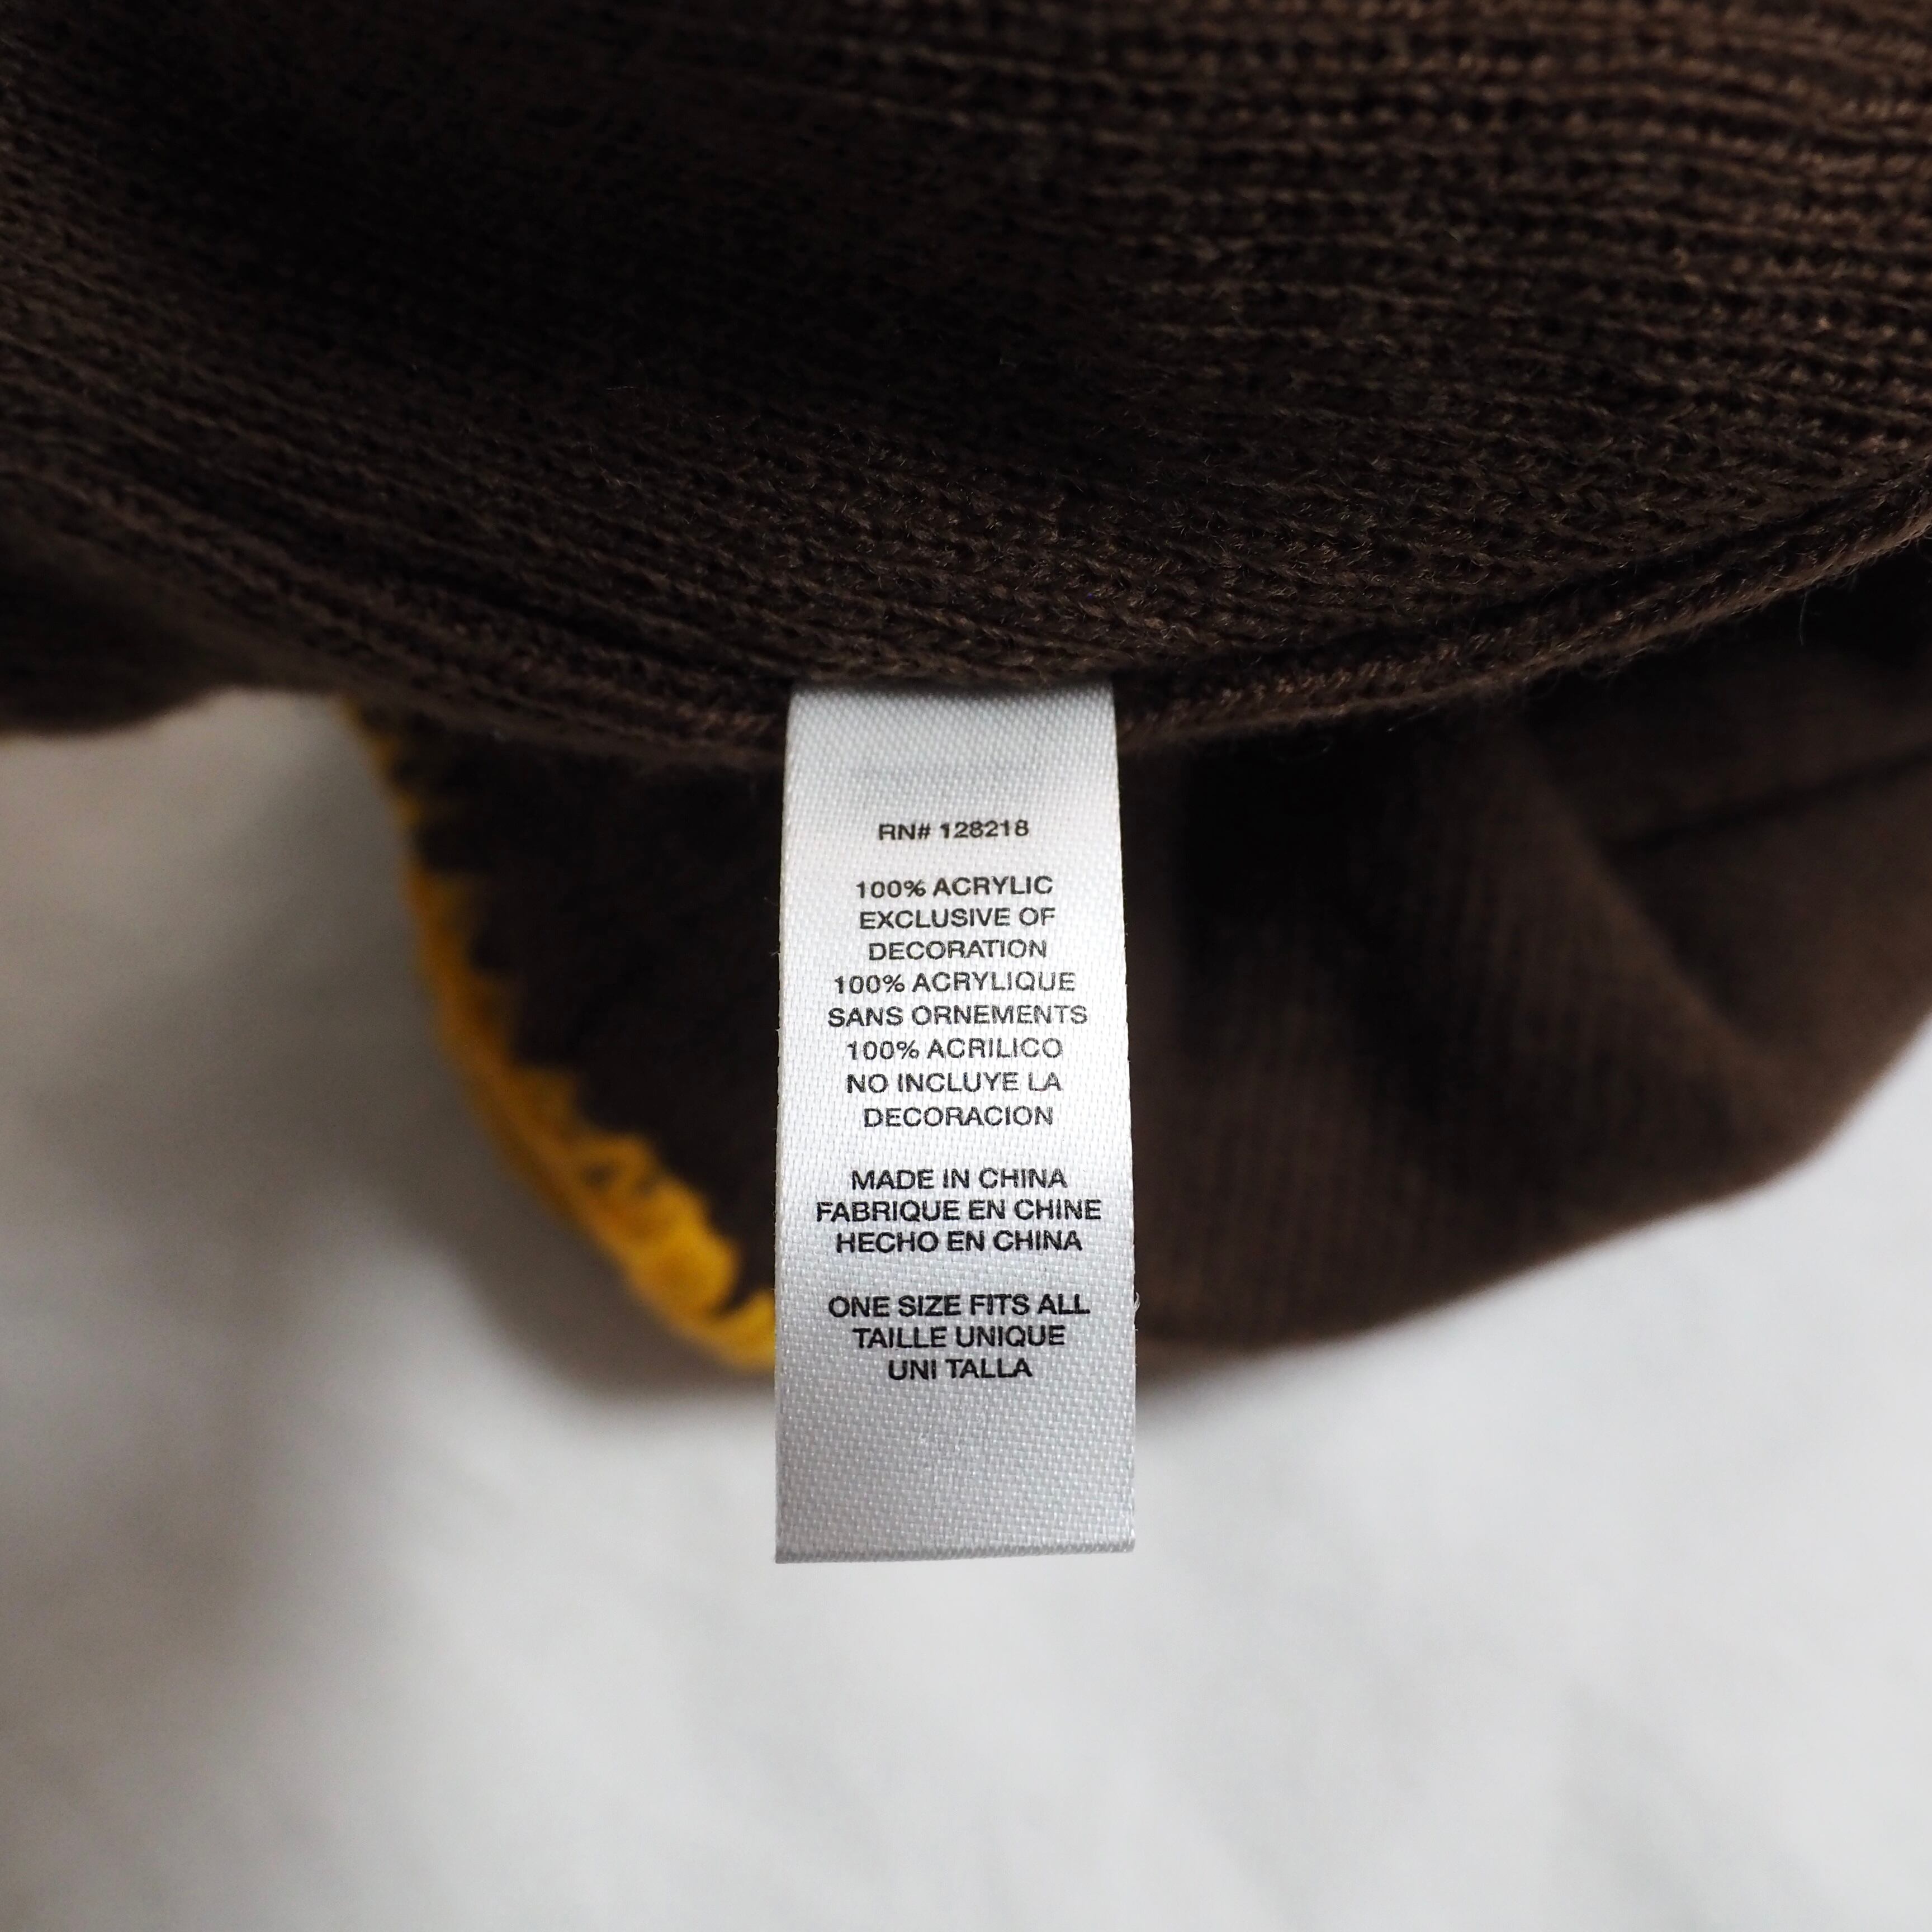 RN# 128218
100% ACRYLIC
EXCLUSIVE OF
DECORATION
100% ACRYLIQUE
SANS ORNEMENTS
100% ACRILICO
NO INCLUYE LA
DECORACION
MADE IN CHINA
FABRIQUE EN CHINE
HECHO EN CHINA
ONE SIZE FITS ALL
TAILLE UNIQUE
UNI TALLA